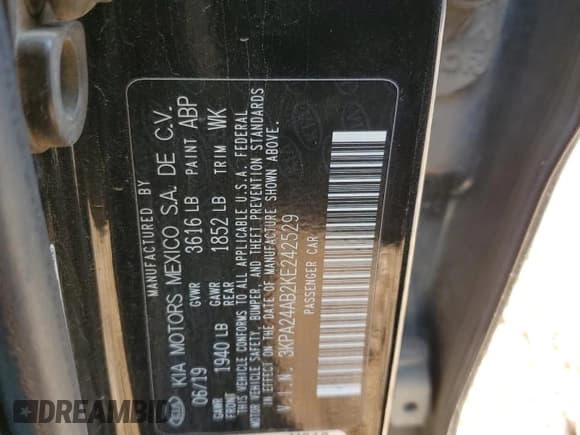 MANUFACTURED BY
KIA KIA MOTORS MEXICO S.A. DE C.V.
06/19 GVWR 3616 LB PAINT ABP
GAWR FRONT 1940 LB GAWR REAR 1852 LB TRIM WK
THIS VEHICLE CONFORMS TO ALL APPLICABLE U.S.A. FEDERAL
MOTOR VEHICLE SAFETY, BUMPER, AND THEFT PREVENTION STANDARDS
IN EFFECT ON THE DATE OF MANUFACTURE SHOWN ABOVE.
V.I.N. 3KPA24AB2KE242529
PASSENGER CAR
DREAMBID